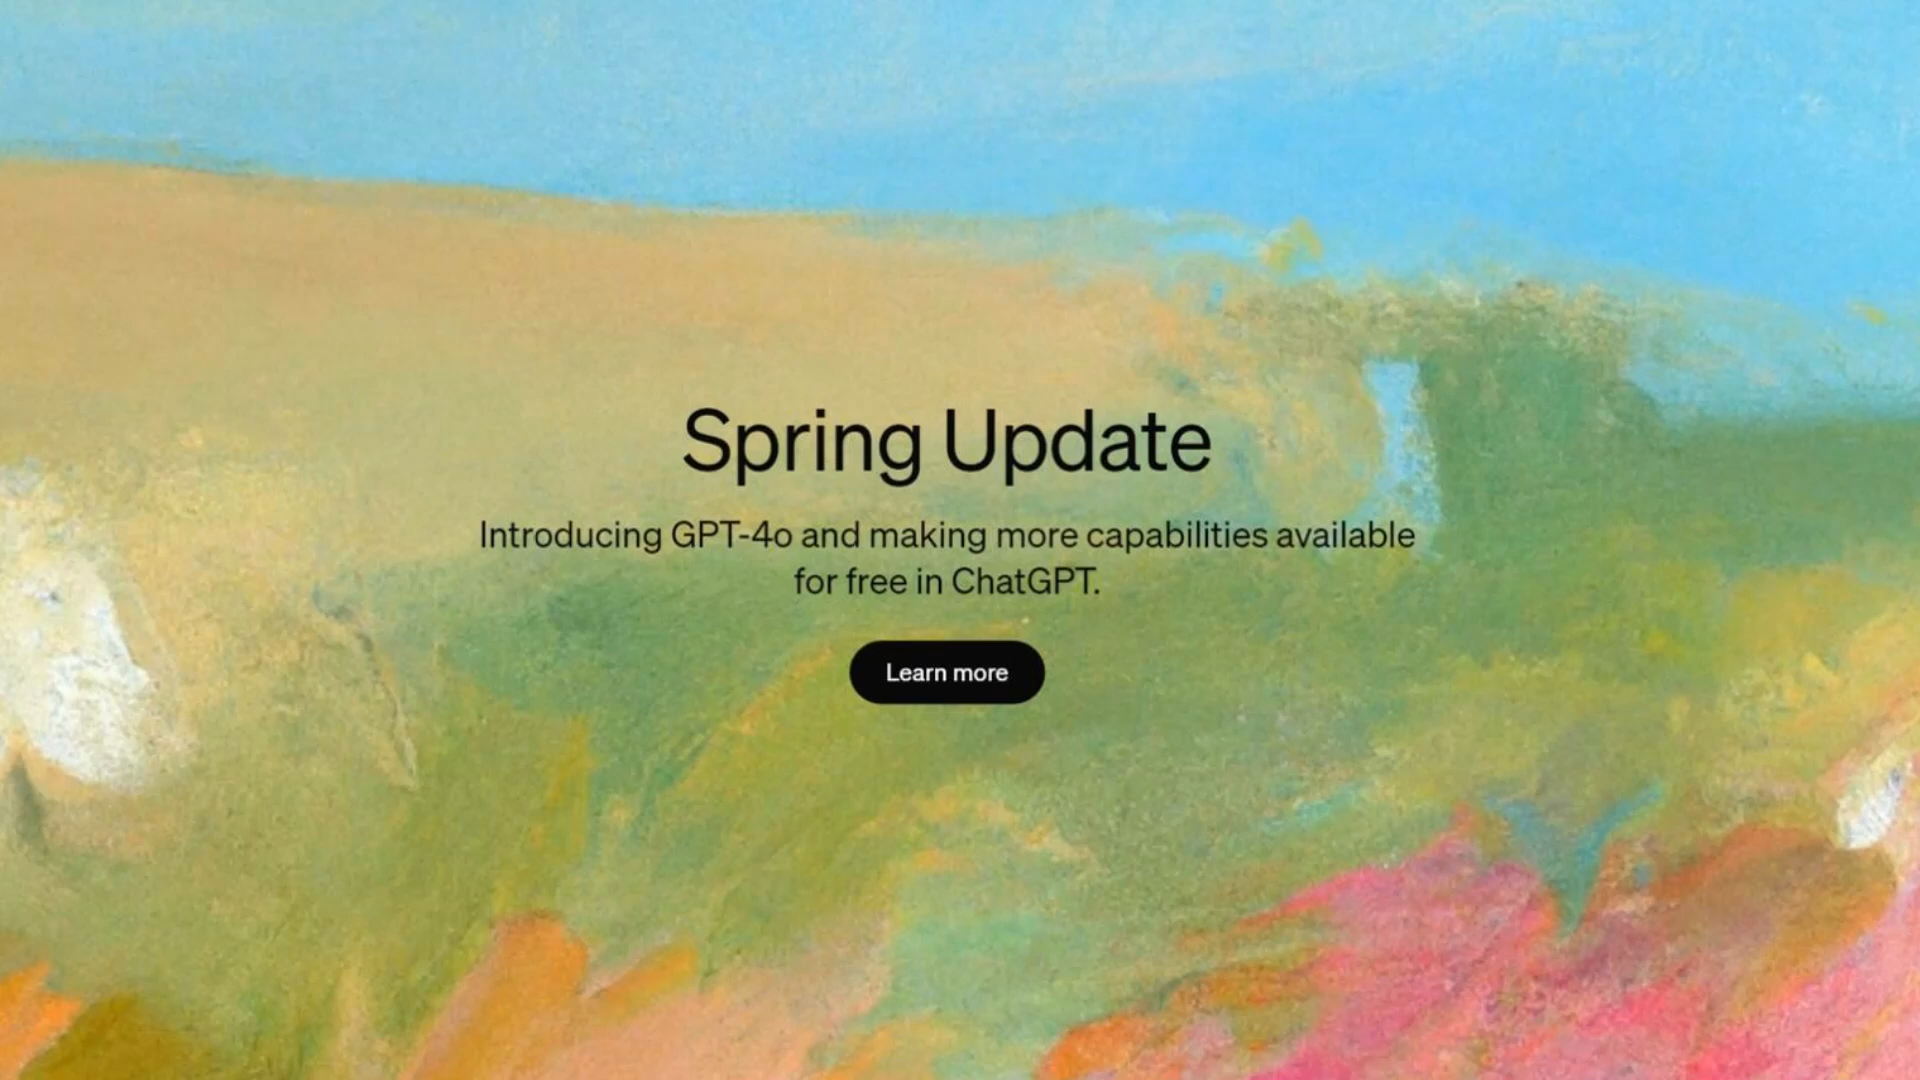 Spring Update
Introducing GPT-4o and making more capabilities available
for free in ChatGPT.
Learn more